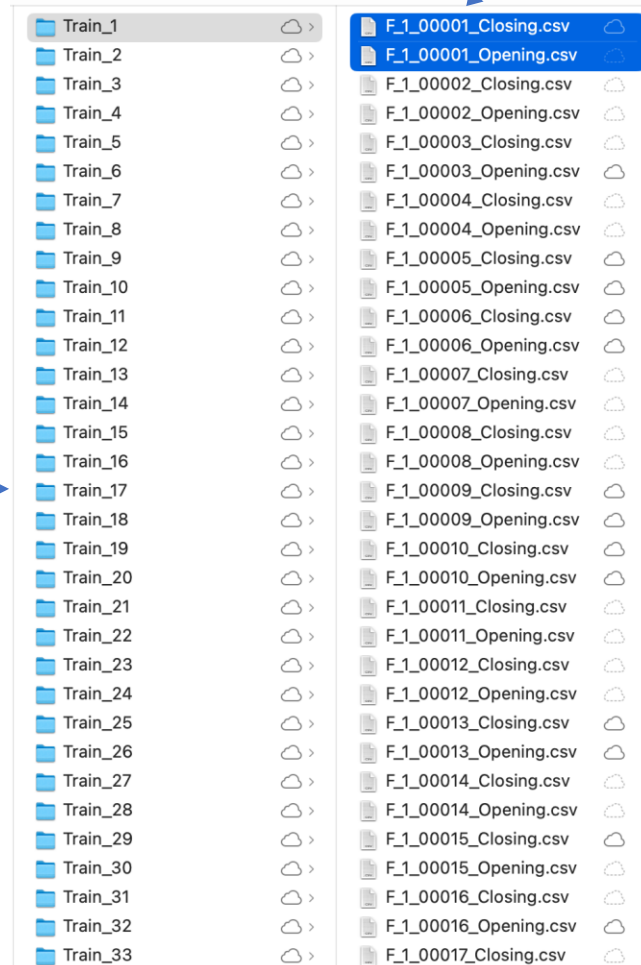 Train_1
Train_2
Train_3
Train_4
Train_5
Train_6
Train_7
Train_8
Train_9
Train_10
Train_11
Train_12
Train_13
Train_14
Train_15
Train_16
Train_17
Train_18
Train_19
Train_20
Train_21
Train_22
Train_23
Train_24
Train_25
Train_26
Train_27
Train_28
Train_29
Train_30
Train_31
Train_32
Train_33
F_1_00001_Closing.csv
F_1_00001_Opening.csv
F_1_00002_Closing.csv
F_1_00002_Opening.csv
F_1_00003_Closing.csv
F_1_00003_Opening.csv
F_1_00004_Closing.csv
F_1_00004_Opening.csv
F_1_00005_Closing.csv
F_1_00005_Opening.csv
F_1_00006_Closing.csv
F_1_00006_Opening.csv
F_1_00007_Closing.csv
F_1_00007_Opening.csv
F_1_00008_Closing.csv
F_1_00008_Opening.csv
F_1_00009_Closing.csv
F_1_00009_Opening.csv
F_1_00010_Closing.csv
F_1_00010_Opening.csv
F_1_00011_Closing.csv
F_1_00011_Opening.csv
F_1_00012_Closing.csv
F_1_00012_Opening.csv
F_1_00013_Closing.csv
F_1_00013_Opening.csv
F_1_00014_Closing.csv
F_1_00014_Opening.csv
F_1_00015_Closing.csv
F_1_00015_Opening.csv
F_1_00016_Closing.csv
F_1_00016_Opening.csv
F_1_00017_Closing.csv